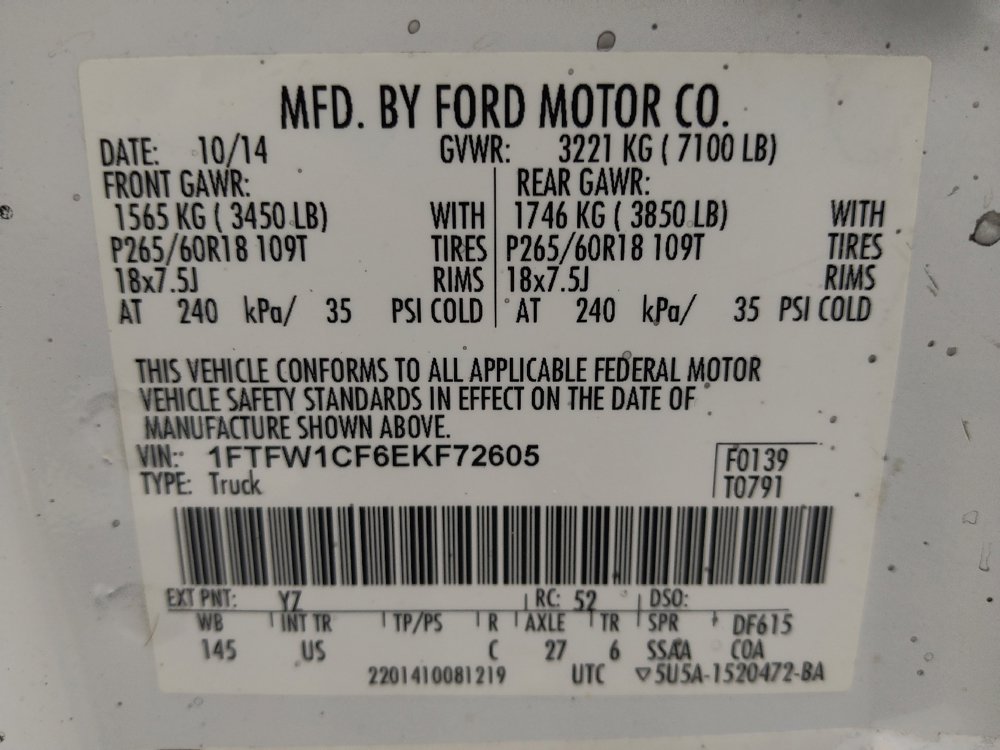 MFD. BY FORD MOTOR CO.
DATE: 10/14 GVWR: 3221 KG ( 7100 LB)
FRONT GAWR: REAR GAWR:
1565 KG ( 3450 LB) WITH 1746 KG ( 3850 LB) WITH
P265/60R18 109T TIRES P265/60R18 109T TIRES
18x7.5J RIMS 18x7.5J RIMS
AT 240 kPa/ 35 PSI COLD AT 240 kPa/ 35 PSI COLD
THIS VEHICLE CONFORMS TO ALL APPLICABLE FEDERAL MOTOR
VEHICLE SAFETY STANDARDS IN EFFECT ON THE DATE OF
MANUFACTURE SHOWN ABOVE.
VIN: 1FTFW1CF6EKF72605 F0139
TYPE: Truck T0791
EXT PNT: YZ RC: 52 DSO:
WB INT TR TP/PS R AXLE TR SPR DF615
145 US C 27 6 SSAA COA
2201410081219 UTC ▽5U5A-1520472-BA